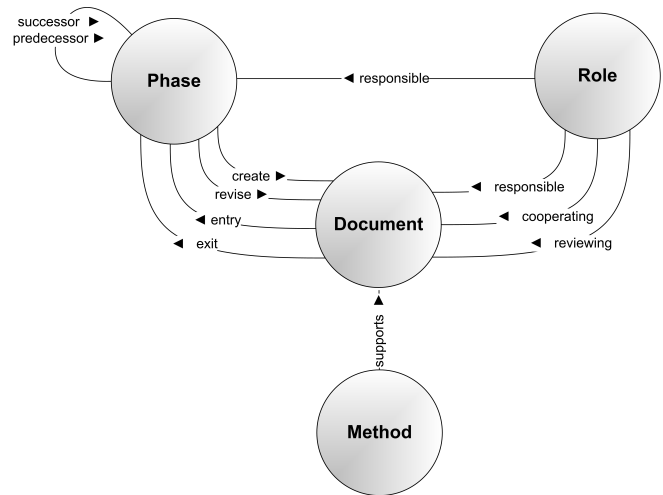 successor ►
predecessor ►
Phase
◄ responsible
Role
create ►
revise ►
◄ entry
◄ exit
Document
◄ responsible
◄ cooperating
◄ reviewing
supports ►
Method